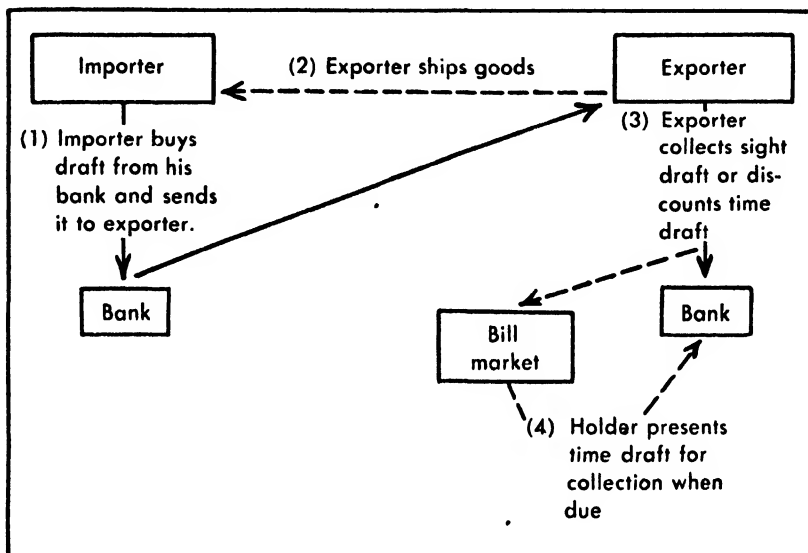 Importer
(2) Exporter ships goods
Exporter
(1) Importer buys
draft from his
bank and sends
it to exporter.
(3) Exporter
collects sight
draft or dis-
counts time
draft
Bank
Bill
market
Bank
(4) Holder presents
time draft for
collection when
due